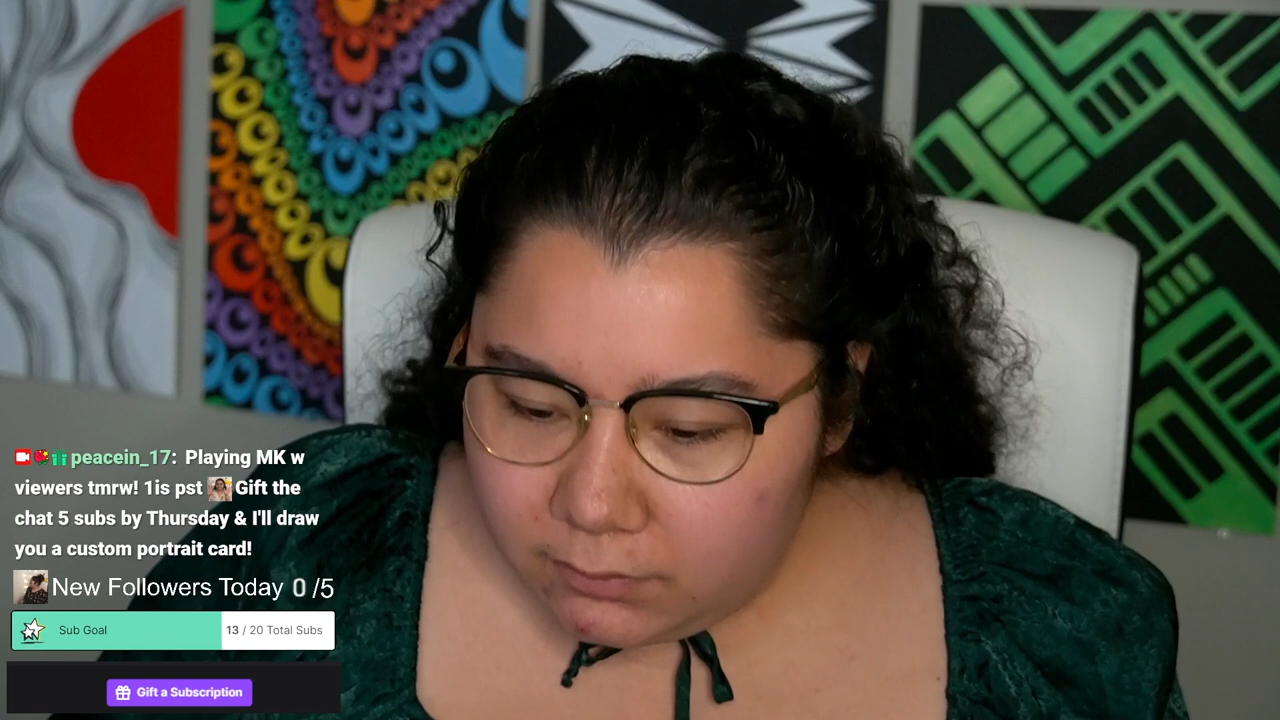 peacein_17: Playing MK w
viewers tmrw! 1is pst Gift the
chat 5 subs by Thursday & I'll draw
you a custom portrait card!
New Followers Today 0 /5
Sub Goal 13 / 20 Total Subs
Gift a Subscription